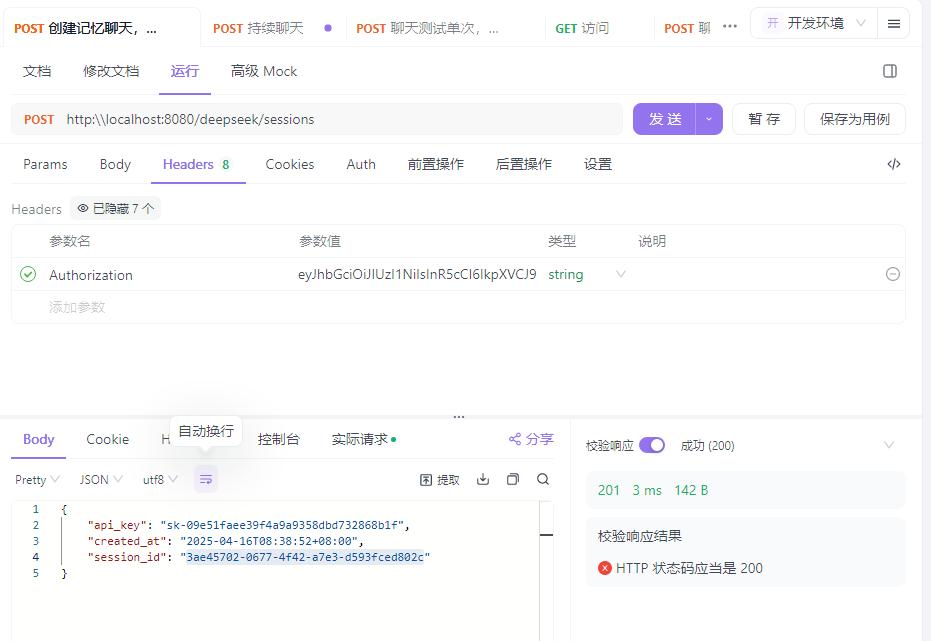 POST 创建记忆聊天，...
POST 持续聊天
POST 聊天测试单次，...
GET 访问
POST 聊
开 开发环境
文档 修改文档 运行 高级 Mock
POST http:\\localhost:8080/deepseek/sessions 发 送 暂 存 保存为用例
Params Body Headers 8 Cookies Auth 前置操作 后置操作 设置
Headers 已隐藏 7 个
参数名 参数值 类型 说明
Authorization eyJhbGciOiJIUzI1NiIsInR5cCI6IkpXVCJ9 string
添加参数
Body Cookie H 自动换行 控制台 实际请求 分享
Pretty JSON utf8 提取
1 {
2 "api_key": "sk-09e51faee39f4a9a9358dbd732868b1f",
3 "created_at": "2025-04-16T08:38:52+08:00",
4 "session_id": "3ae45702-0677-4f42-a7e3-d593fced802c"
5 }
校验响应 成功 (200)
201 3 ms 142 B
校验响应结果
HTTP 状态码应当是 200